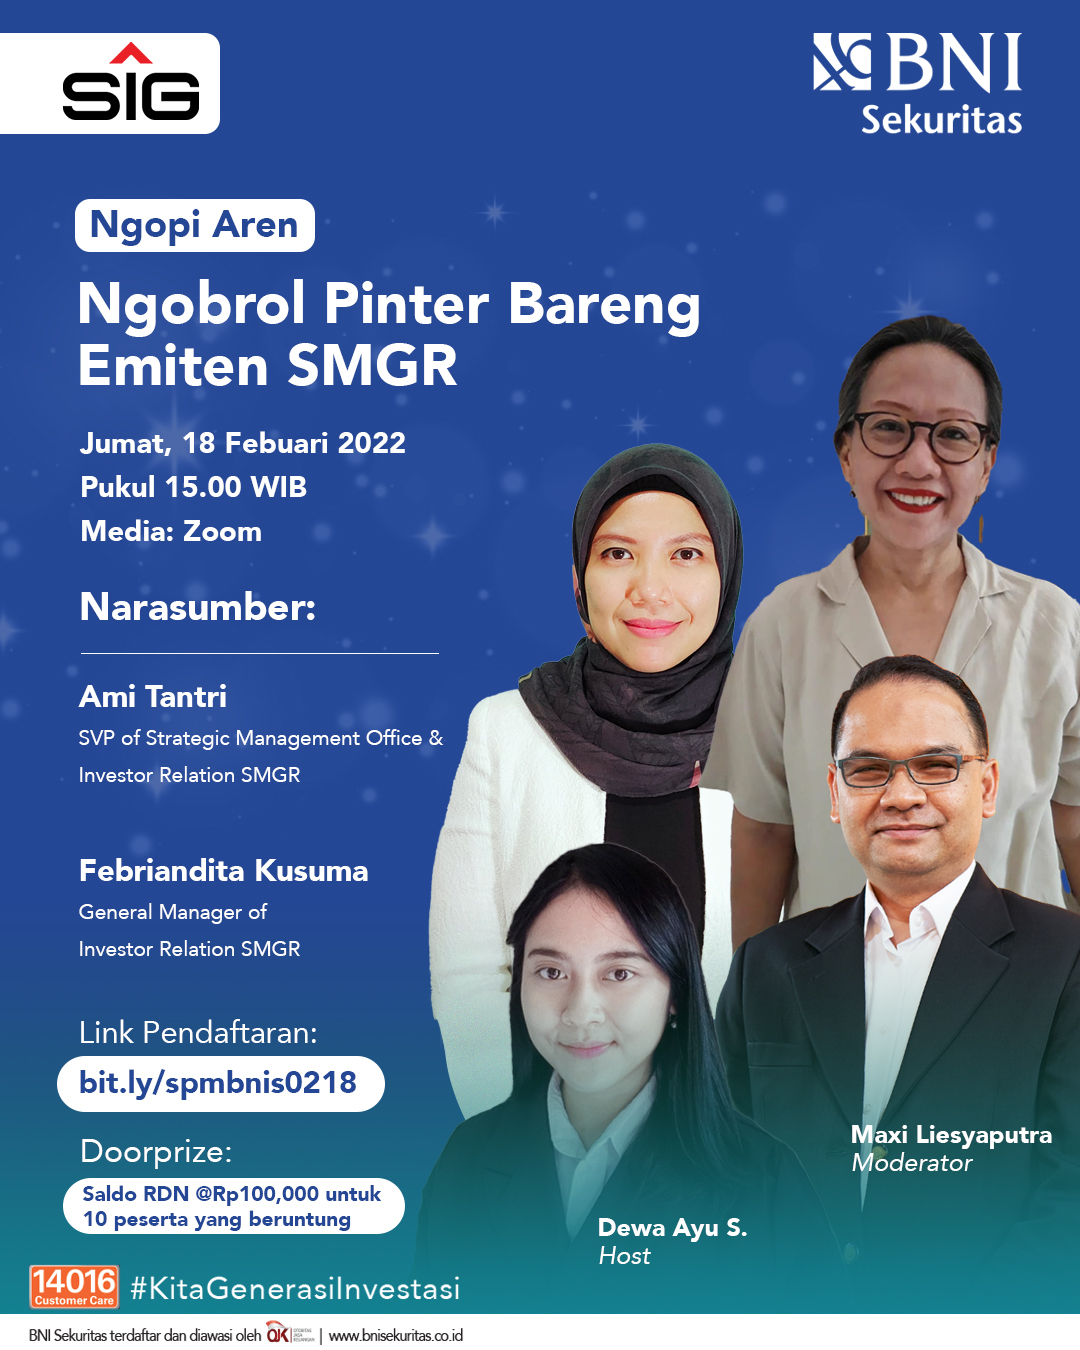 SIG
BNI
Sekuritas
Ngopi Aren
Ngobrol Pinter Bareng
Emiten SMGR
Jumat, 18 Febuari 2022
Pukul 15.00 WIB
Media: Zoom
Narasumber:
Ami Tantri
SVP of Strategic Management Office &
Investor Relation SMGR
Febriandita Kusuma
General Manager of
Investor Relation SMGR
Link Pendaftaran:
bit.ly/spmbnis0218
Doorprize:
Saldo RDN @Rp100,000 untuk
10 peserta yang beruntung
Maxi Liesyaputra
Moderator
Dewa Ayu S.
Host
14016
Customer Care
#KitaGenerasiInvestasi
BNI Sekuritas terdaftar dan diawasi oleh OJK OTORITAS JASA KEUANGAN | www.bnisekuritas.co.id